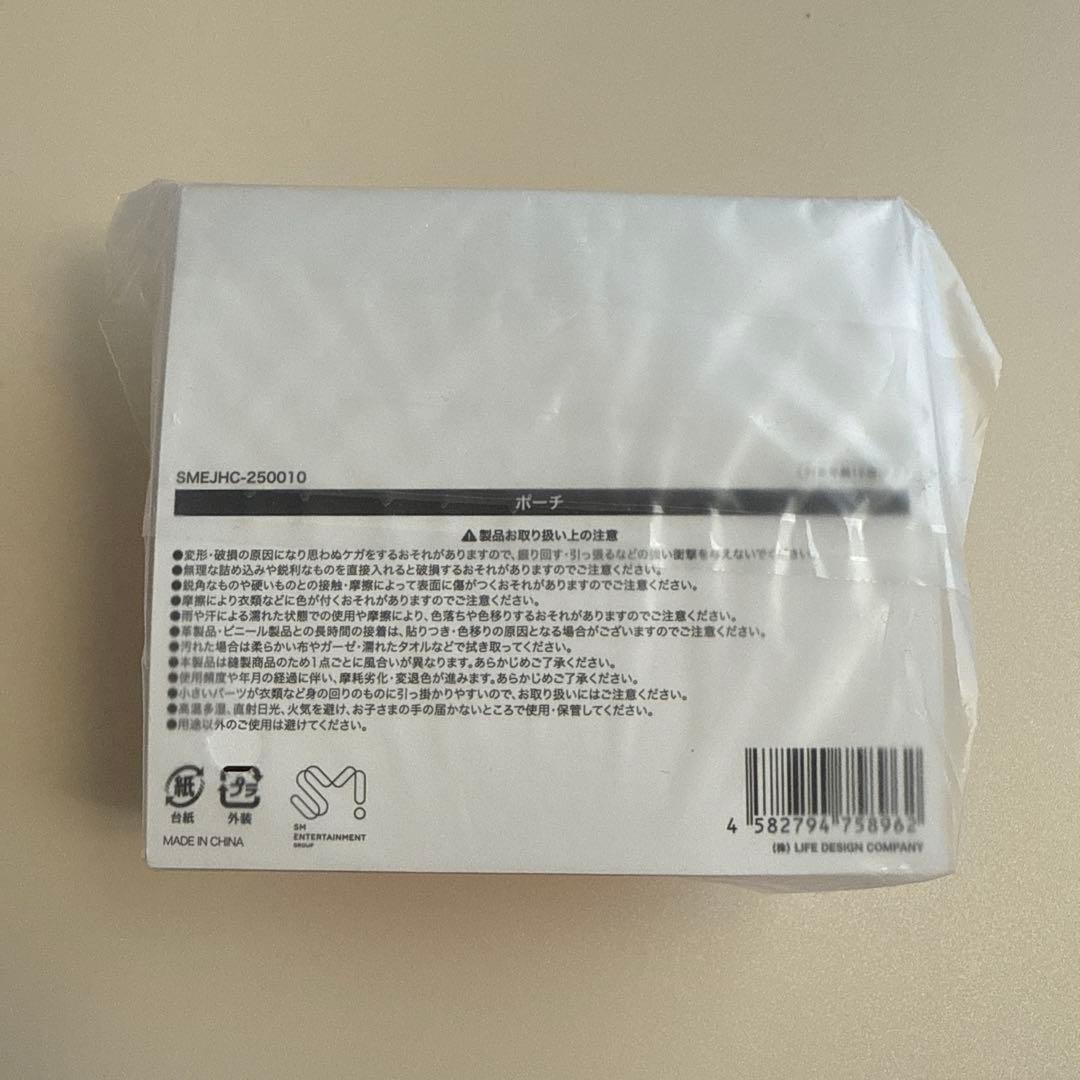 SMEJHC-250010
ポーチ
⚠製品お取り扱い上の注意
●変形・破損の原因になり思わぬケガをするおそれがありますので、振り回す・引っ張るなどの強い衝撃を与えないでください。
●無理な詰め込みや鋭利なものを直接入れると破損するおそれがありますのでご注意ください。
●鋭角なものや硬いものとの接触・摩擦によって表面に傷がつくおそれがありますのでご注意ください。
●摩擦により衣類などに色が付くおそれがありますのでご注意ください。
●雨や汗による濡れた状態での使用や摩擦により、色落ちや色移りするおそれがありますのでご注意ください。
●革製品・ビニール製品との長時間の接着は、貼りつき・色移りの原因となる場合がございますのでご注意ください。
●汚れた場合は柔らかい布やガーゼ・濡れたタオルなどで拭き取ってください。
●本製品は縫製商品のため1点ごとに風合いが異なります。あらかじめご了承ください。
●使用頻度や年月の経過に伴い、摩耗劣化・変退色が進みます。あらかじめご了承ください。
●小さいパーツが衣類など身の回りのものに引っ掛かりやすいので、お取り扱いにはご注意ください。
●高温多湿、直射日光、火気を避け、お子さまの手の届かないところで使用・保管してください。
●用途以外のご使用は避けてください。
紙 プラ SM!
台紙 外装 SM
ENTERTAINMENT
GROUP
MADE IN CHINA
4 582794 758962
(株) LIFE DESIGN COMPANY